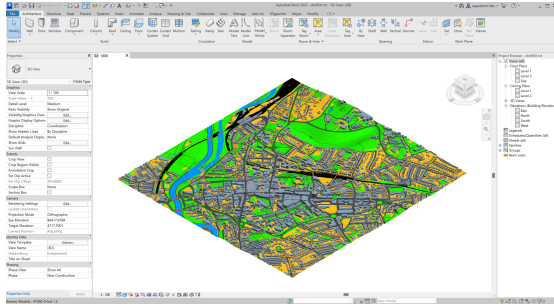 Autodesk Revit 2022 - draft4th.rvt - 3D View: {3D}
File Architecture Structure Steel Precast Systems Insert Annotate Analyze Massing & Site Collaborate View Manage Add-Ins
Modify Wall Door Window Component Column Roof Ceiling Floor Curtain System Curtain Grid Mullion Railing Ramp Stair Model Text Model Line Model Group Room Room Separator Tag Room Area Tag Area By Face Shaft Wall Vertical Dormer Level Grid Set Show Viewer
Select Build Circulation Model Room & Area Opening Datum Work Plane
Properties
3D View
3D View: {3D}
Edit Type
Graphics
View Scale 1 : 100
Scale Value 1: 100
Detail Level Medium
Parts Visibility Show Original
Visibility/Graphics Over... Edit...
Graphic Display Options Edit...
Discipline Coordination
Show Hidden Lines By Discipline
Default Analysis Displa... None
Show Grids Edit...
Sun Path
Extents
Crop View
Crop Region Visible
Annotation Crop
Far Clip Active
Far Clip Offset
Scope Box None
Section Box
Camera
Rendering Settings Edit...
Locked Orientation
Projection Mode Orthographic
Eye Elevation
Target Elevation
Camera Position Adjusting
Identity Data
View Template <None>
View Name {3D}
Dependency Independent
Title on Sheet
Phasing
Phase Filter Show All
Phase New Construction
Properties help
Apply
{3D}
1 : 100
Project Browser - draft4th.rvt
Views (all)
Floor Plans
Level 1
Level 2
Site
Ceiling Plans
Level 1
Level 2
3D Views
Elevations (Building Elevation)
East
North
South
West
Legends
Schedules/Quantities (all)
Sheets (all)
Families
Groups
Revit Links
Main Model